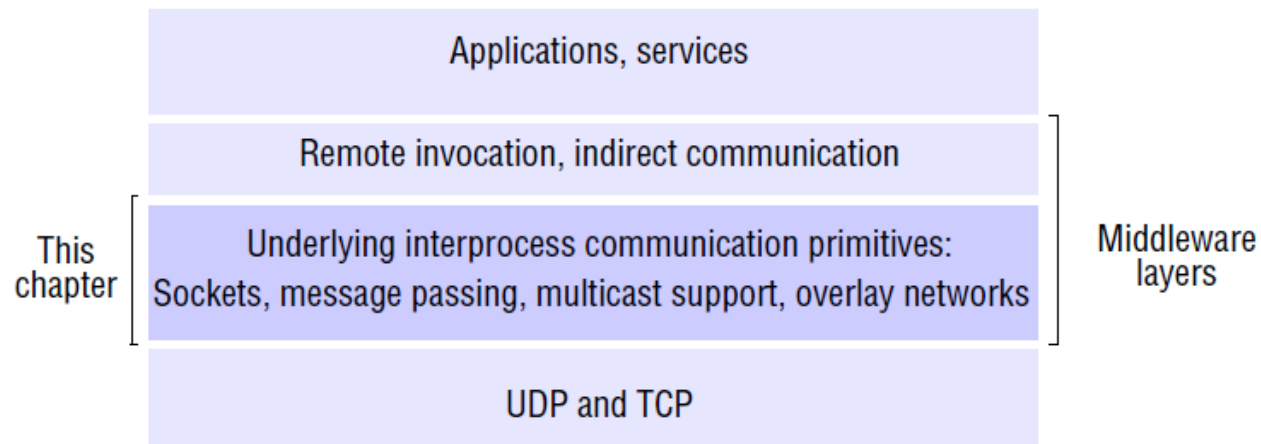 Applications, services
Remote invocation, indirect communication
This
chapter
Underlying interprocess communication primitives:
Sockets, message passing, multicast support, overlay networks
Middleware
layers
UDP and TCP